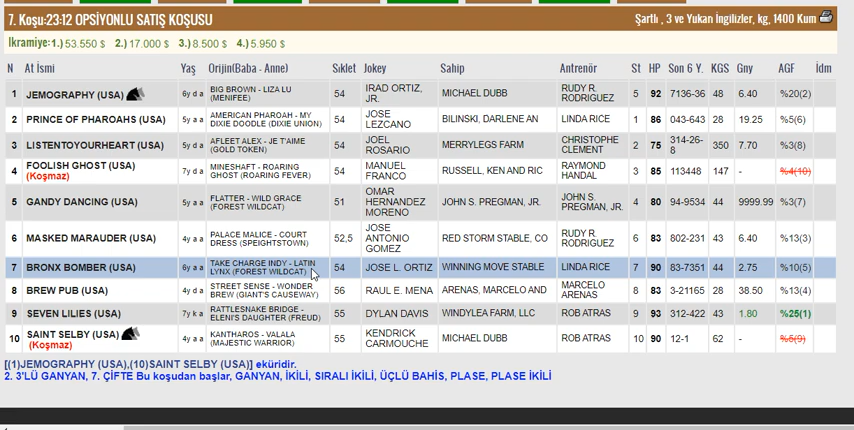 7. Koşu:23:12 OPSİYONLU SATIŞ KOŞUSU Şartlı , 3 ve Yukarı İngilizler, kg, 1400 Kum
İkramiye:1.) 53.550 $ 2.) 17.000 $ 3.) 8.500 $ 4.) 5.950 $
N At İsmi Yaş Orijin(Baba - Anne) Sıklet Jokey Sahip Antrenör St HP Son 6 Y. KGS Gny AGF İdm
1 JEMOGRAPHY (USA) 6y d a BIG BROWN - LIZA LU (MENIFEE) 54 IRAD ORTIZ, JR. MICHAEL DUBB RUDY R. RODRIGUEZ 5 92 7136-36 48 6.40 %20(2)
2 PRINCE OF PHAROAHS (USA) 5y a a AMERICAN PHAROAH - MY DIXIE DOODLE (DIXIE UNION) 54 JOSE LEZCANO BILINSKI, DARLENE AN LINDA RICE 1 86 043-643 28 19.25 %5(6)
3 LISTENTOYOURHEART (USA) 5y d a AFLEET ALEX - JE T'AIME (GOLD TOKEN) 54 JOEL ROSARIO MERRYLEGS FARM CHRISTOPHE CLEMENT 2 75 314-26-8 350 7.70 %3(8)
4 FOOLISH GHOST (USA) (Koşmaz) 7y d a MINESHAFT - ROARING GHOST (ROARING FEVER) 54 MANUEL FRANCO RUSSELL, KEN AND RIC RAYMOND HANDAL 3 85 113448 147 - %4(10)
5 GANDY DANCING (USA) 5y a a FLATTER - WILD GRACE (FOREST WILDCAT) 51 OMAR HERNANDEZ MORENO JOHN S. PREGMAN, JR. JOHN S. PREGMAN, JR. 4 80 94-9534 44 9999.99 %3(7)
6 MASKED MARAUDER (USA) 4y a a PALACE MALICE - COURT DRESS (SPEIGHTSTOWN) 52,5 JOSE ANTONIO GOMEZ RED STORM STABLE, CO RUDY R. RODRIGUEZ 6 83 802-231 43 6.40 %13(3)
7 BRONX BOMBER (USA) 6y a a TAKE CHARGE INDY - LATIN LYNX (FOREST WILDCAT) 54 JOSE L. ORTIZ WINNING MOVE STABLE LINDA RICE 7 90 83-7351 44 2.75 %10(5)
8 BREW PUB (USA) 4y d a STREET SENSE - WONDER BREW (GIANT'S CAUSEWAY) 56 RAUL E. MENA ARENAS, MARCELO AND MARCELO ARENAS 8 83 3-21165 28 38.50 %13(4)
9 SEVEN LILIES (USA) 7y k a RATTLESNAKE BRIDGE - ELENI'S DAUGHTER (FREUD) 55 DYLAN DAVIS WINDYLEA FARM, LLC ROB ATRAS 9 93 312-422 43 1.80 %25(1)
10 SAINT SELBY (USA) (Koşmaz) 4y a a KANTHAROS - VALALA (MAJESTIC WARRIOR) 55 KENDRICK CARMOUCHE MICHAEL DUBB ROB ATRAS 10 90 12-1 62 - %5(9)
[(1)JEMOGRAPHY (USA),(10)SAINT SELBY (USA)] eküridir.
2. 3'LÜ GANYAN, 7. ÇİFTE Bu koşudan başlar, GANYAN, İKİLİ, SIRALI İKİLİ, ÜÇLÜ BAHİS, PLASE, PLASE İKİLİ